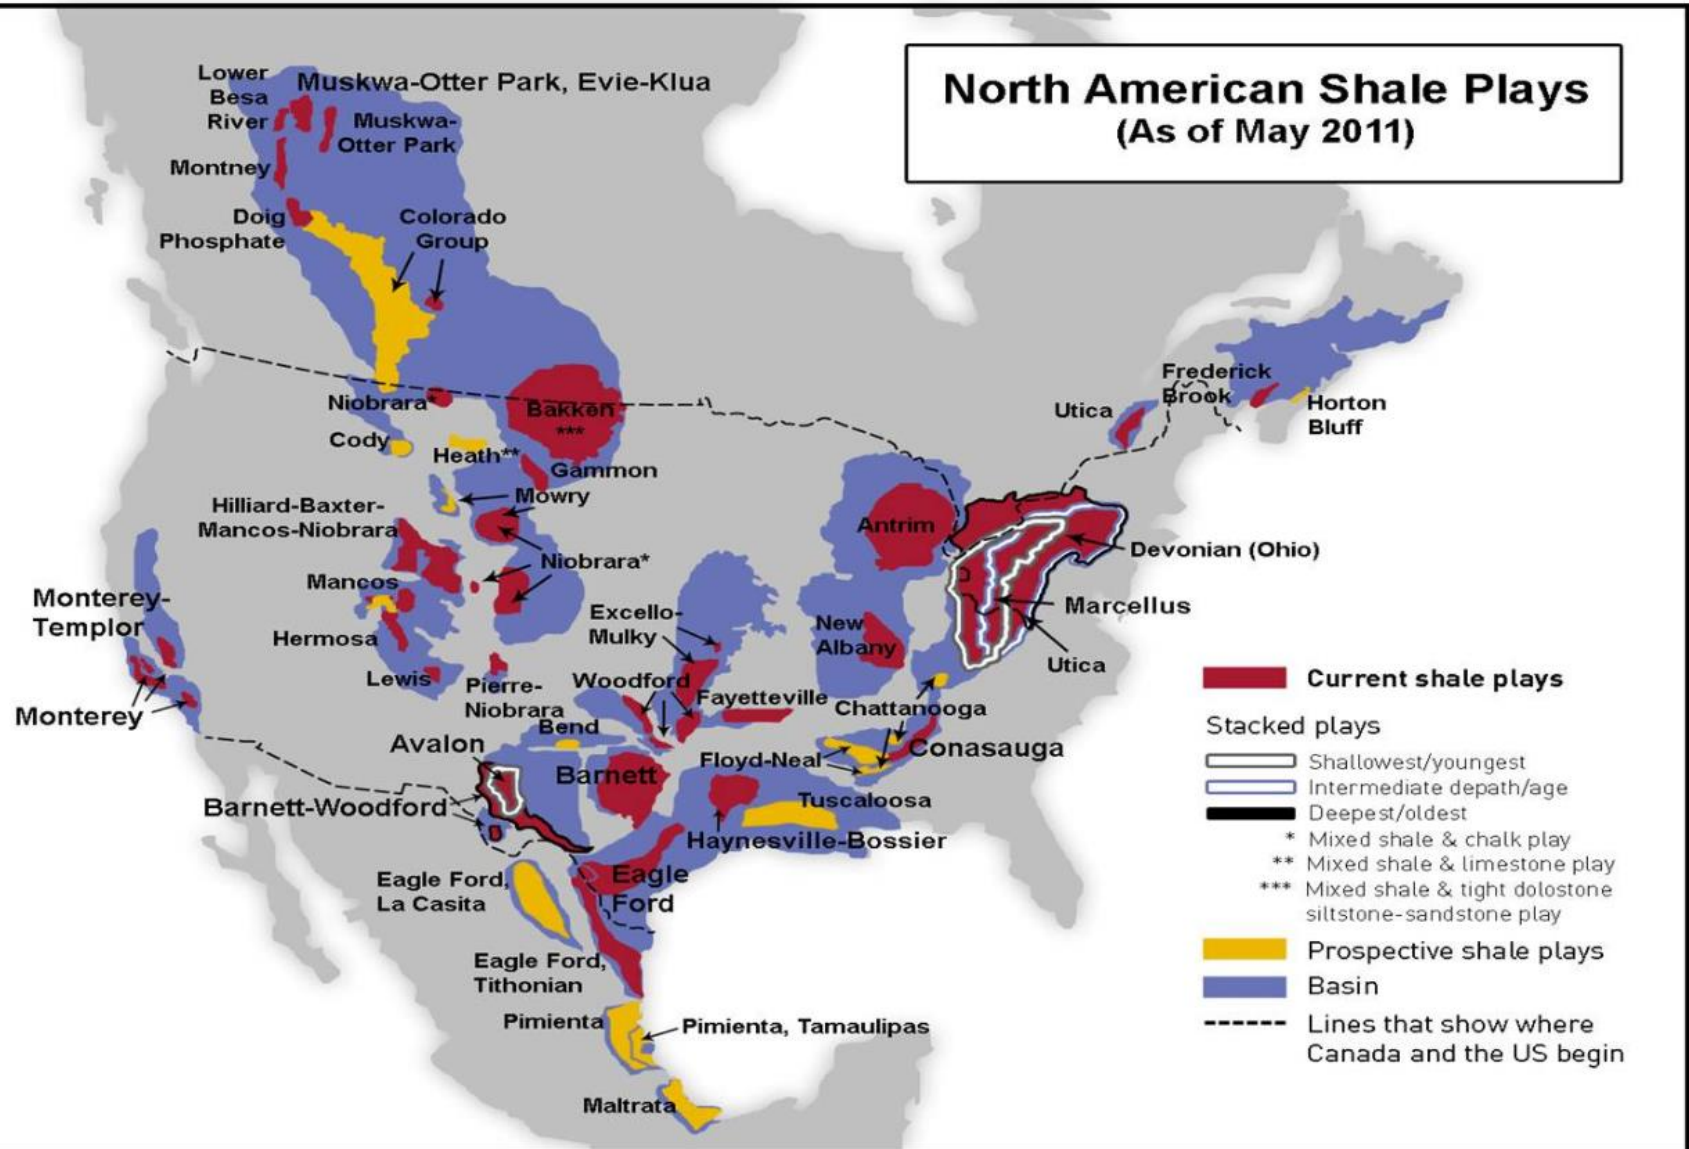 North American Shale Plays
(As of May 2011)
Lower
Besa
River
Muskwa-Otter Park, Evie-Klua
Muskwa-
Otter Park
Montney
Doig
Phosphate
Colorado
Group
Niobrara*
Bakken
***
Cody
Heath**
Gammon
Mowry
Hilliard-Baxter-
Mancos-Niobrara
Niobrara*
Mancos
Hermosa
Lewis
Pierre-
Niobrara
Monterey-
Templor
Monterey
Excello-
Mulky
Woodford
Fayetteville
Bend
Avalon
Barnett
Barnett-Woodford
Frederick
Brook
Utica
Horton
Bluff
Antrim
Devonian (Ohio)
Marcellus
Utica
New
Albany
Chattanooga
Conasauga
Floyd-Neal
Tuscaloosa
Haynesville-Bossier
Eagle
Ford
Eagle Ford,
La Casita
Eagle Ford,
Tithonian
Pimienta
Pimienta, Tamaulipas
Maltrata
Current shale plays
Stacked plays
Shallowest/youngest
Intermediate depath/age
Deepest/oldest
* Mixed shale & chalk play
** Mixed shale & limestone play
*** Mixed shale & tight dolostone
siltstone-sandstone play
Prospective shale plays
Basin
Lines that show where
Canada and the US begin